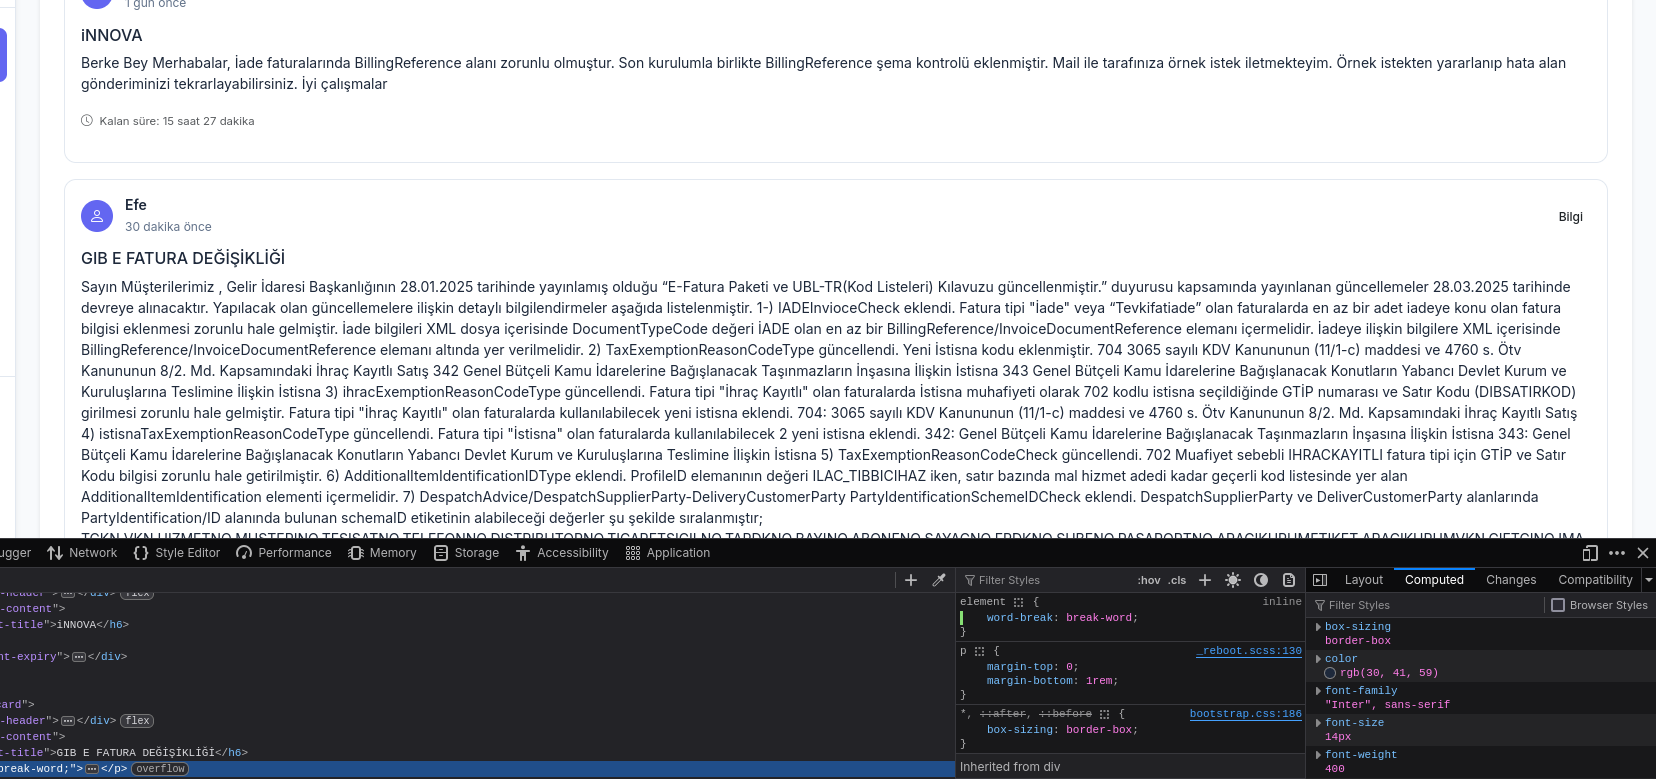 1 gün önce
iNNOVA
Berke Bey Merhabalar, İade faturalarında BillingReference alanı zorunlu olmuştur. Son kurulumla birlikte BillingReference şema kontrolü eklenmiştir. Mail ile tarafınıza örnek istek iletmekteyim. Örnek istekten yararlanıp hata alan
gönderiminizi tekrarlayabilirsiniz. İyi çalışmalar
Kalan süre: 15 saat 27 dakika
Efe
30 dakika önce
Bilgi
GIB E FATURA DEĞİŞİKLİĞİ
Sayın Müşterilerimiz , Gelir İdaresi Başkanlığının 28.01.2025 tarihinde yayınlamış olduğu “E-Fatura Paketi ve UBL-TR(Kod Listeleri) Kılavuzu güncellenmiştir.” duyurusu kapsamında yayınlanan güncellemeler 28.03.2025 tarihinde
devreye alınacaktır. Yapılacak olan güncellemelere ilişkin detaylı bilgilendirmeler aşağıda listelenmiştir. 1-) IADEInvioceCheck eklendi. Fatura tipi "İade" veya “Tevkifatiade” olan faturalarda en az bir adet iadeye konu olan fatura
bilgisi eklenmesi zorunlu hale gelmiştir. İade bilgileri XML dosya içerisinde DocumentTypeCode değeri İADE olan en az bir BillingReference/InvoiceDocumentReference elemanı içermelidir. İadeye ilişkin bilgilere XML içerisinde
BillingReference/InvoiceDocumentReference elemanı altında yer verilmelidir. 2) TaxExemptionReasonCodeType güncellendi. Yeni İstisna kodu eklenmiştir. 704 3065 sayılı KDV Kanununun (11/1-c) maddesi ve 4760 s. Ötv
Kanununun 8/2. Md. Kapsamındaki İhraç Kayıtlı Satış 342 Genel Bütçeli Kamu İdarelerine Bağışlanacak Taşınmazların İnşasına İlişkin İstisna 343 Genel Bütçeli Kamu İdarelerine Bağışlanacak Konutların Yabancı Devlet Kurum ve
Kuruluşlarına Teslimine İlişkin İstisna 3) ihracExemptionReasonCodeType güncellendi. Fatura tipi "İhraç Kayıtlı" olan faturalarda İstisna muhafiyeti olarak 702 kodlu istisna seçildiğinde GTİP numarası ve Satır Kodu (DIBSATIRKOD)
girilmesi zorunlu hale gelmiştir. Fatura tipi "İhraç Kayıtlı" olan faturalarda kullanılabilecek yeni istisna eklendi. 704: 3065 sayılı KDV Kanununun (11/1-c) maddesi ve 4760 s. Ötv Kanununun 8/2. Md. Kapsamındaki İhraç Kayıtlı Satış
4) istisnaTaxExemptionReasonCodeType güncellendi. Fatura tipi "İstisna" olan faturalarda kullanılabilecek 2 yeni istisna eklendi. 342: Genel Bütçeli Kamu İdarelerine Bağışlanacak Taşınmazların İnşasına İlişkin İstisna 343: Genel
Bütçeli Kamu İdarelerine Bağışlanacak Konutların Yabancı Devlet Kurum ve Kuruluşlarına Teslimine İlişkin İstisna 5) TaxExemptionReasonCodeCheck güncellendi. 702 Muafiyet sebebli IHRACKAYITLI fatura tipi için GTİP ve Satır
Kodu bilgisi zorunlu hale getirilmiştir. 6) AdditionalItemIdentificationIDType eklendi. ProfileID elemanının değeri ILAC_TIBBICIHAZ iken, satır bazında mal hizmet adedi kadar geçerli kod listesinde yer alan
AdditionalItemIdentification elementi içermelidir. 7) DespatchAdvice/DespatchSupplierParty-DeliveryCustomerParty PartyIdentificationSchemeIDCheck eklendi. DespatchSupplierParty ve DeliverCustomerParty alanlarında
PartyIdentification/ID alanında bulunan schemaID etiketinin alabileceği değerler şu şekilde sıralanmıştır;
ugger Network Style Editor Performance Memory Storage Accessibility Application
-header"> </div> flex
-content">
t-title">iNNOVA</h6>
nt-expiry"> </div>
card">
-header"> </div> flex
-content">
t-title">GIB E FATURA DEĞİŞİKLİĞİ</h6>
break-word;"> </p> overflow
Filter Styles :hov .cls
element { inline
word-break: break-word;
}
p { _reboot.scss:130
margin-top: 0;
margin-bottom: 1rem;
}
*, ::after, ::before { bootstrap.css:186
box-sizing: border-box;
}
Inherited from div
Layout Computed Changes Compatibility
Filter Styles Browser Styles
box-sizing
border-box
color
rgb(30, 41, 59)
font-family
"Inter", sans-serif
font-size
14px
font-weight
400